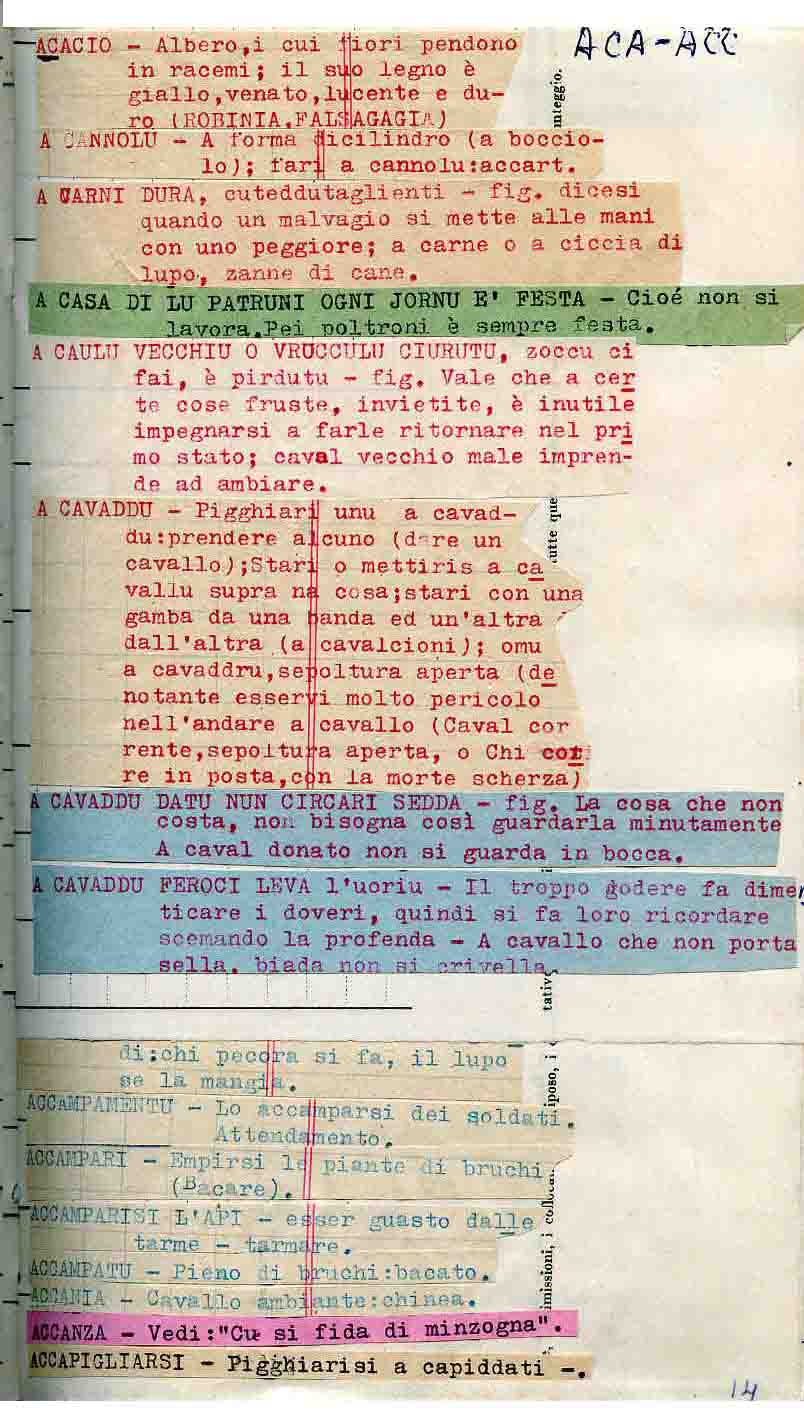 ACA-ACC
ACACIO - Albero,i cui fiori pendono
in racemi; il suo legno è
giallo,venato,lucente e du-
ro (ROBINIA,FALSAGAGIA)
A CANNOLU - A forma dicilindro (a boccio-
lo); fari a cannolu:accart.
A CARNI DURA, cuteddutaglienti - fig. dicesi
quando un malvagio si mette alle mani
con uno peggiore; a carne o a ciccia di
lupo, zanne di cane.
A CASA DI LU PATRUNI OGNI JORNU E' FESTA - Cioé non si
lavora.Pei poltroni è sempre festa.
A CAULU VECCHIU O VRUCCULU CIURUTU, zoccu ci
fai, è pirdutu - fig. Vale che a cer
te cose fruste, invietite, è inutile
impegnarsi a farle ritornare nel pri
mo stato; caval vecchio male impren-
de ad ambiare.
A CAVADDU - Pigghiari unu a cavad-
du:prendere alcuno (dare un
cavallo);Stari o mettiris a ca
vallu supra na cosa;stari con una
gamba da una banda ed un'altra
dall'altra (a cavalcioni); omu
a cavaddru,sepoltura aperta (de
notante esservi molto pericolo
nell'andare a cavallo (Caval cor
rente,sepoltura aperta, o Chi cor
re in posta,con la morte scherza)
A CAVADDU DATU NUN CIRCARI SEDDA - fig. La cosa che non
costa, non bisogna così guardarla minutamente
A caval donato non si guarda in bocca.
A CAVADDU FEROCI LEVA l'uoriu - Il troppo godere fa dimen
ticare i doveri, quindi si fa loro ricordare
scemando la profenda - A cavallo che non porta
sella, biada non si crivella
di:chi pecora si fa, il lupo
se la mangia.
ACCAMPAMENTU - Lo accamparsi dei soldati.
Attendamento.
ACCAMPARI - Empirsi le piante di bruchi
(Bacare).
ACCAMPARISI L'API - esser guasto dalle
tarme - tarmare.
ACCAMPATU - Pieno di bruchi:bacato.
ACCANIA - Cavallo ambiante:chinea.
ACCANZA - Vedi:"Cu si fida di minzogna".
ACCAPIGLIARSI - Pigghiarisi a capiddati -.
14
nteggio.
utte que
tativ
iposo, i
imissioni, i colloca